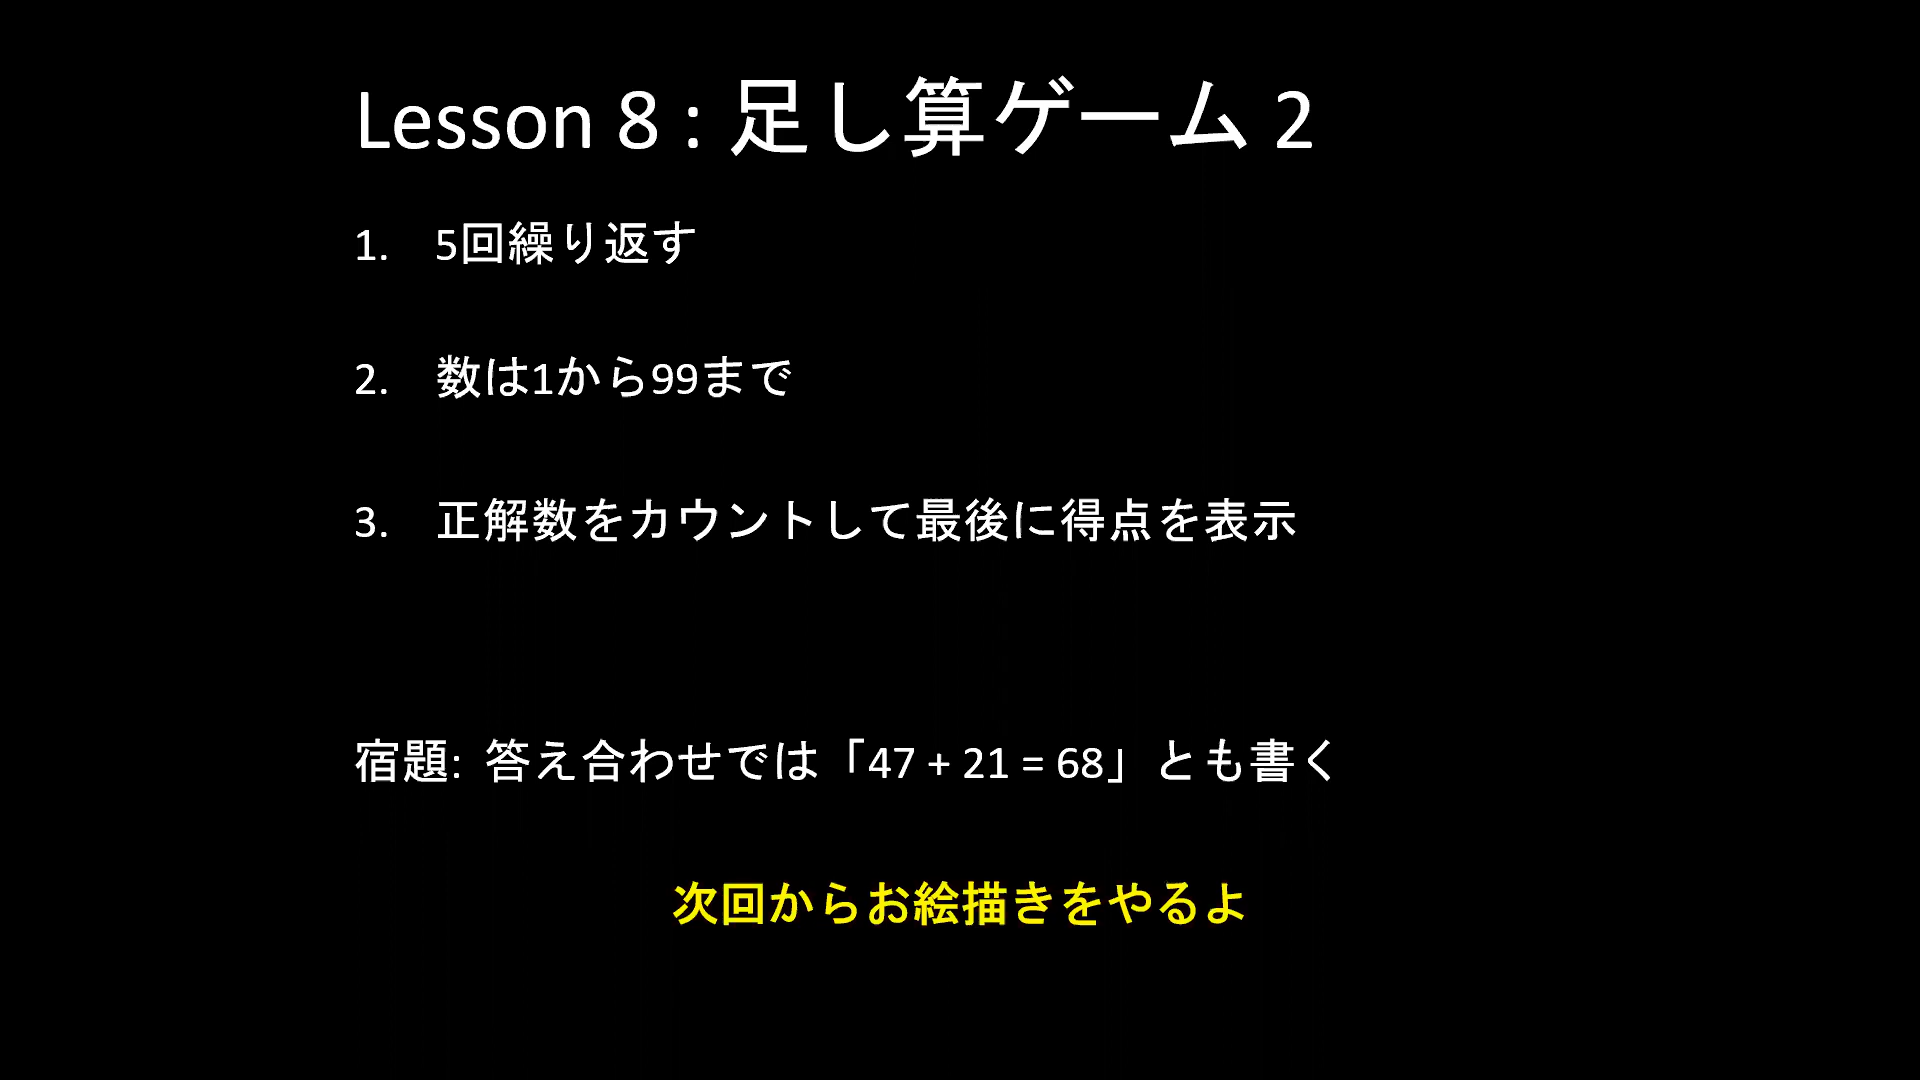 Lesson 8 : 足し算ゲーム 2
1. 5回繰り返す
2. 数は1から99まで
3. 正解数をカウントして最後に得点を表示
宿題: 答え合わせでは「47 + 21 = 68」とも書く
次回からお絵描きをやるよ